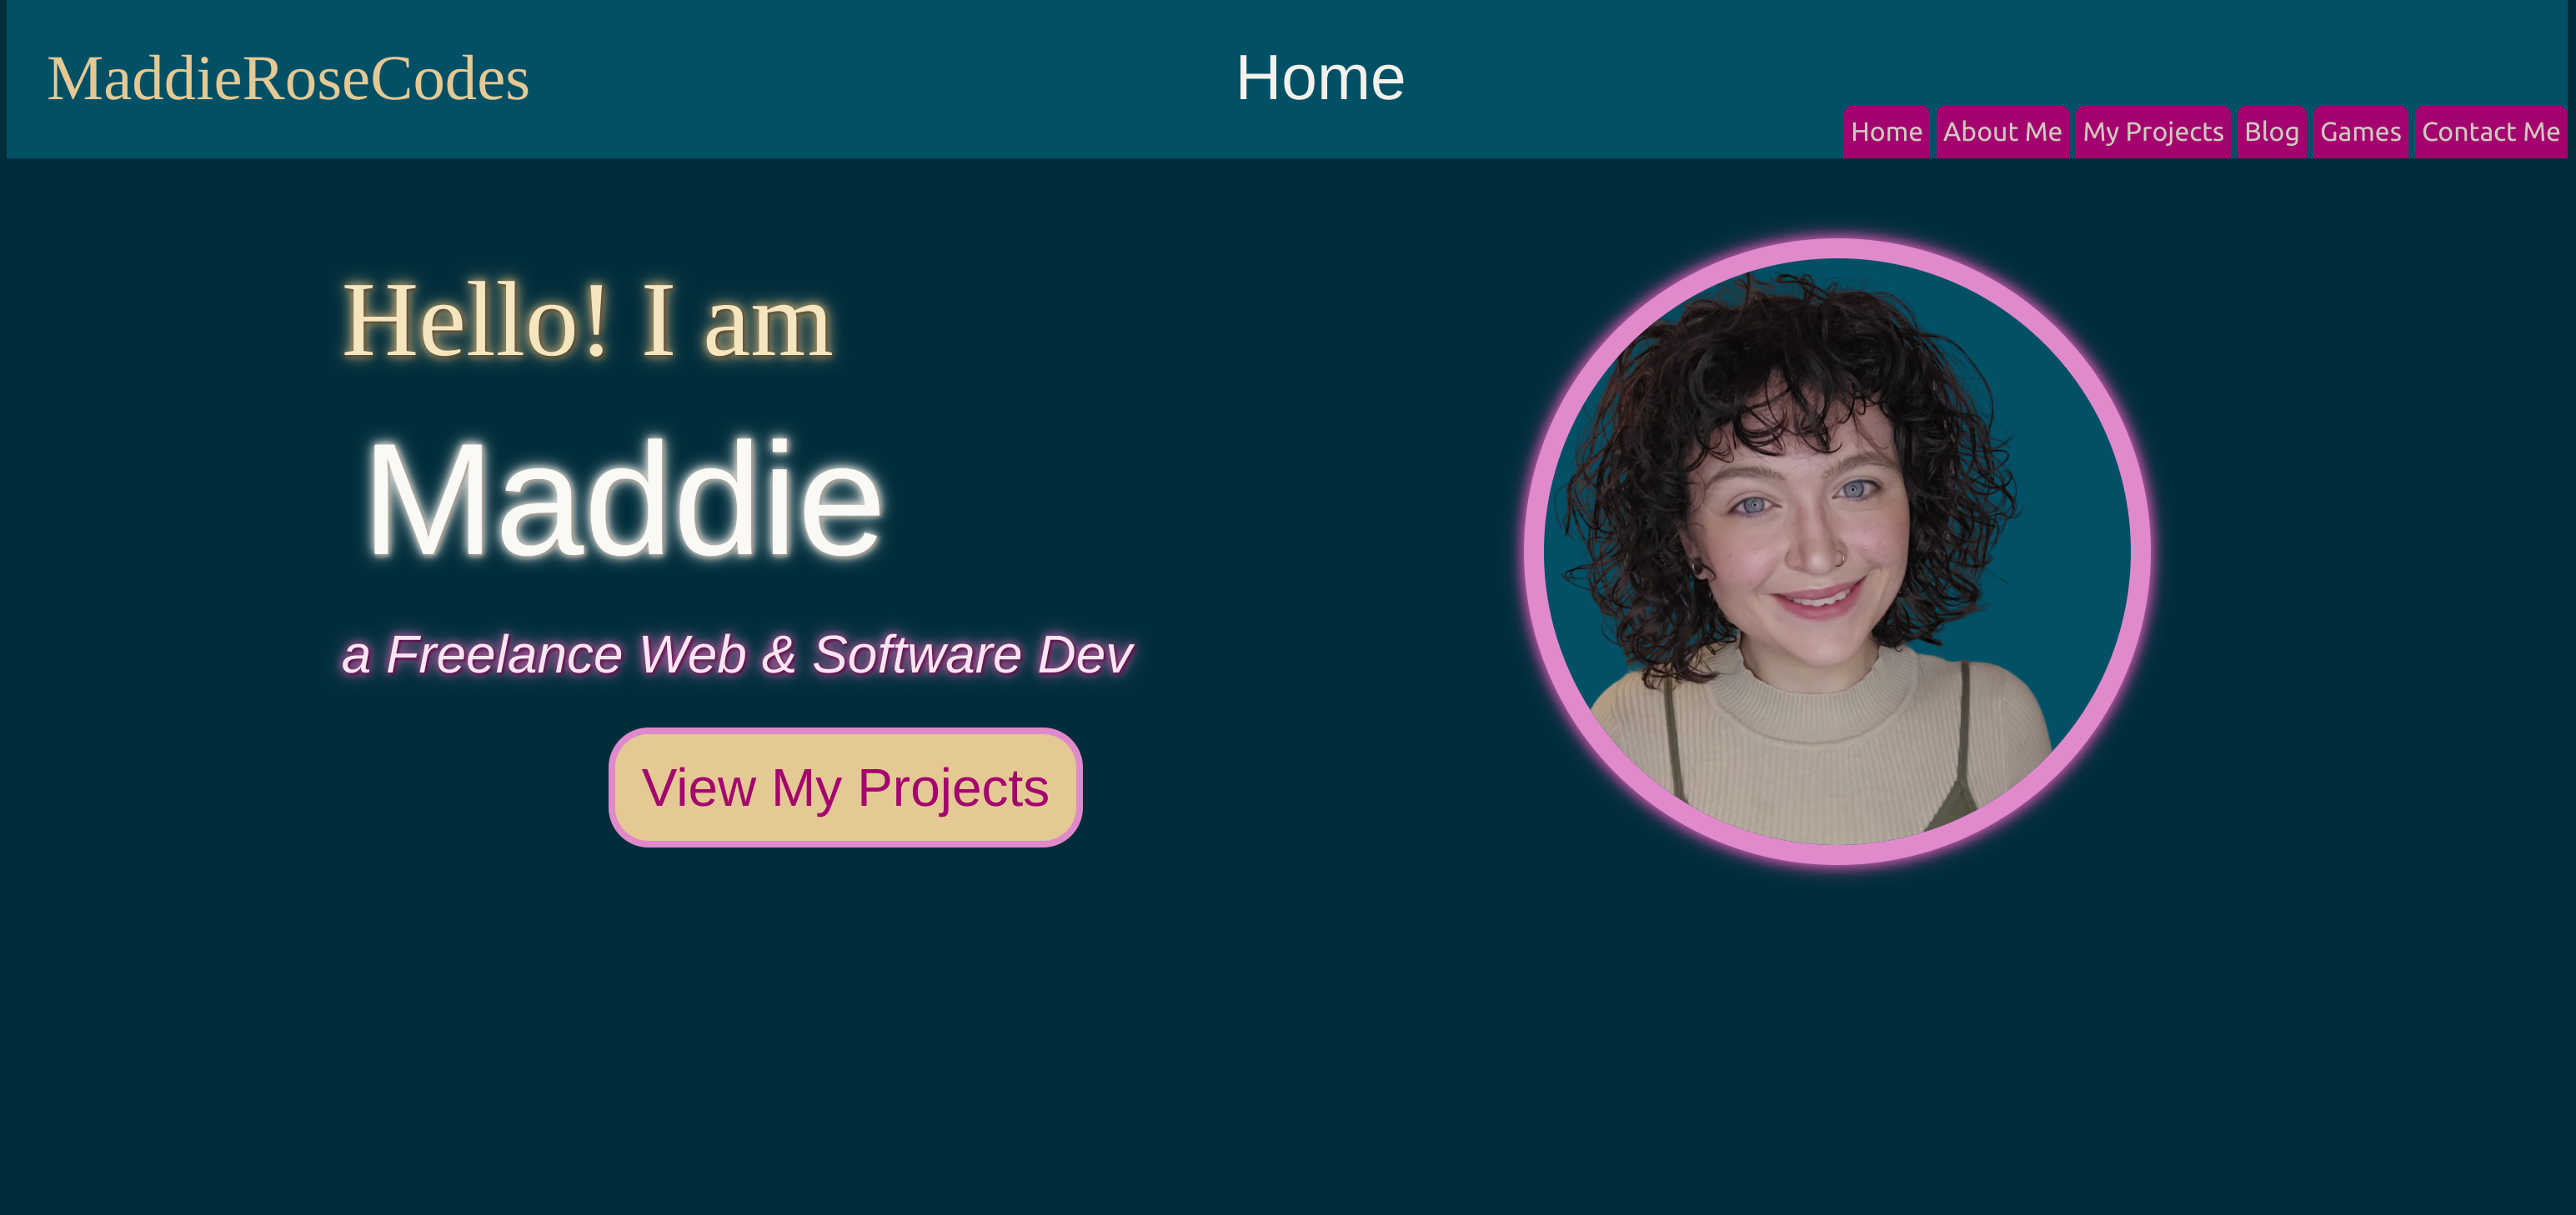 MaddieRoseCodes
Home
Home About Me My Projects Blog Games Contact Me
Hello! I am
Maddie
a Freelance Web & Software Dev
View My Projects